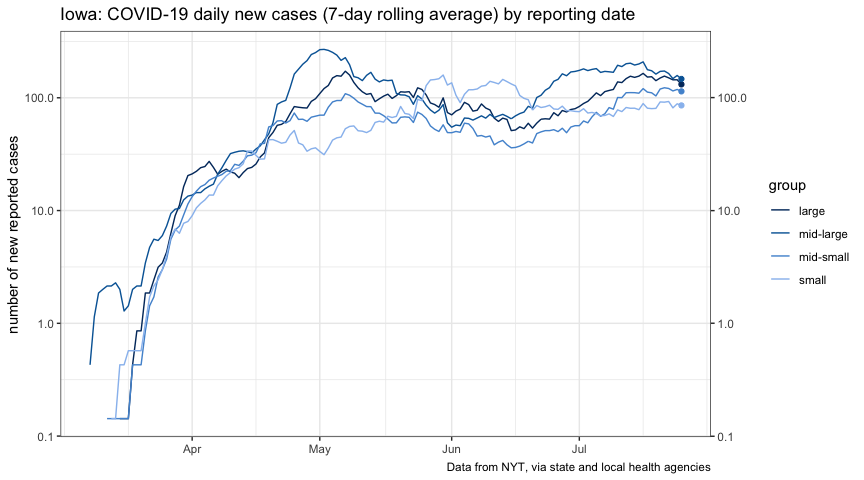 Iowa: COVID-19 daily new cases (7-day rolling average) by reporting date
number of new reported cases
100.0
10.0
1.0
0.1
100.0
10.0
1.0
0.1
Apr
May
Jun
Jul
group
large
mid-large
mid-small
small
Data from NYT, via state and local health agencies